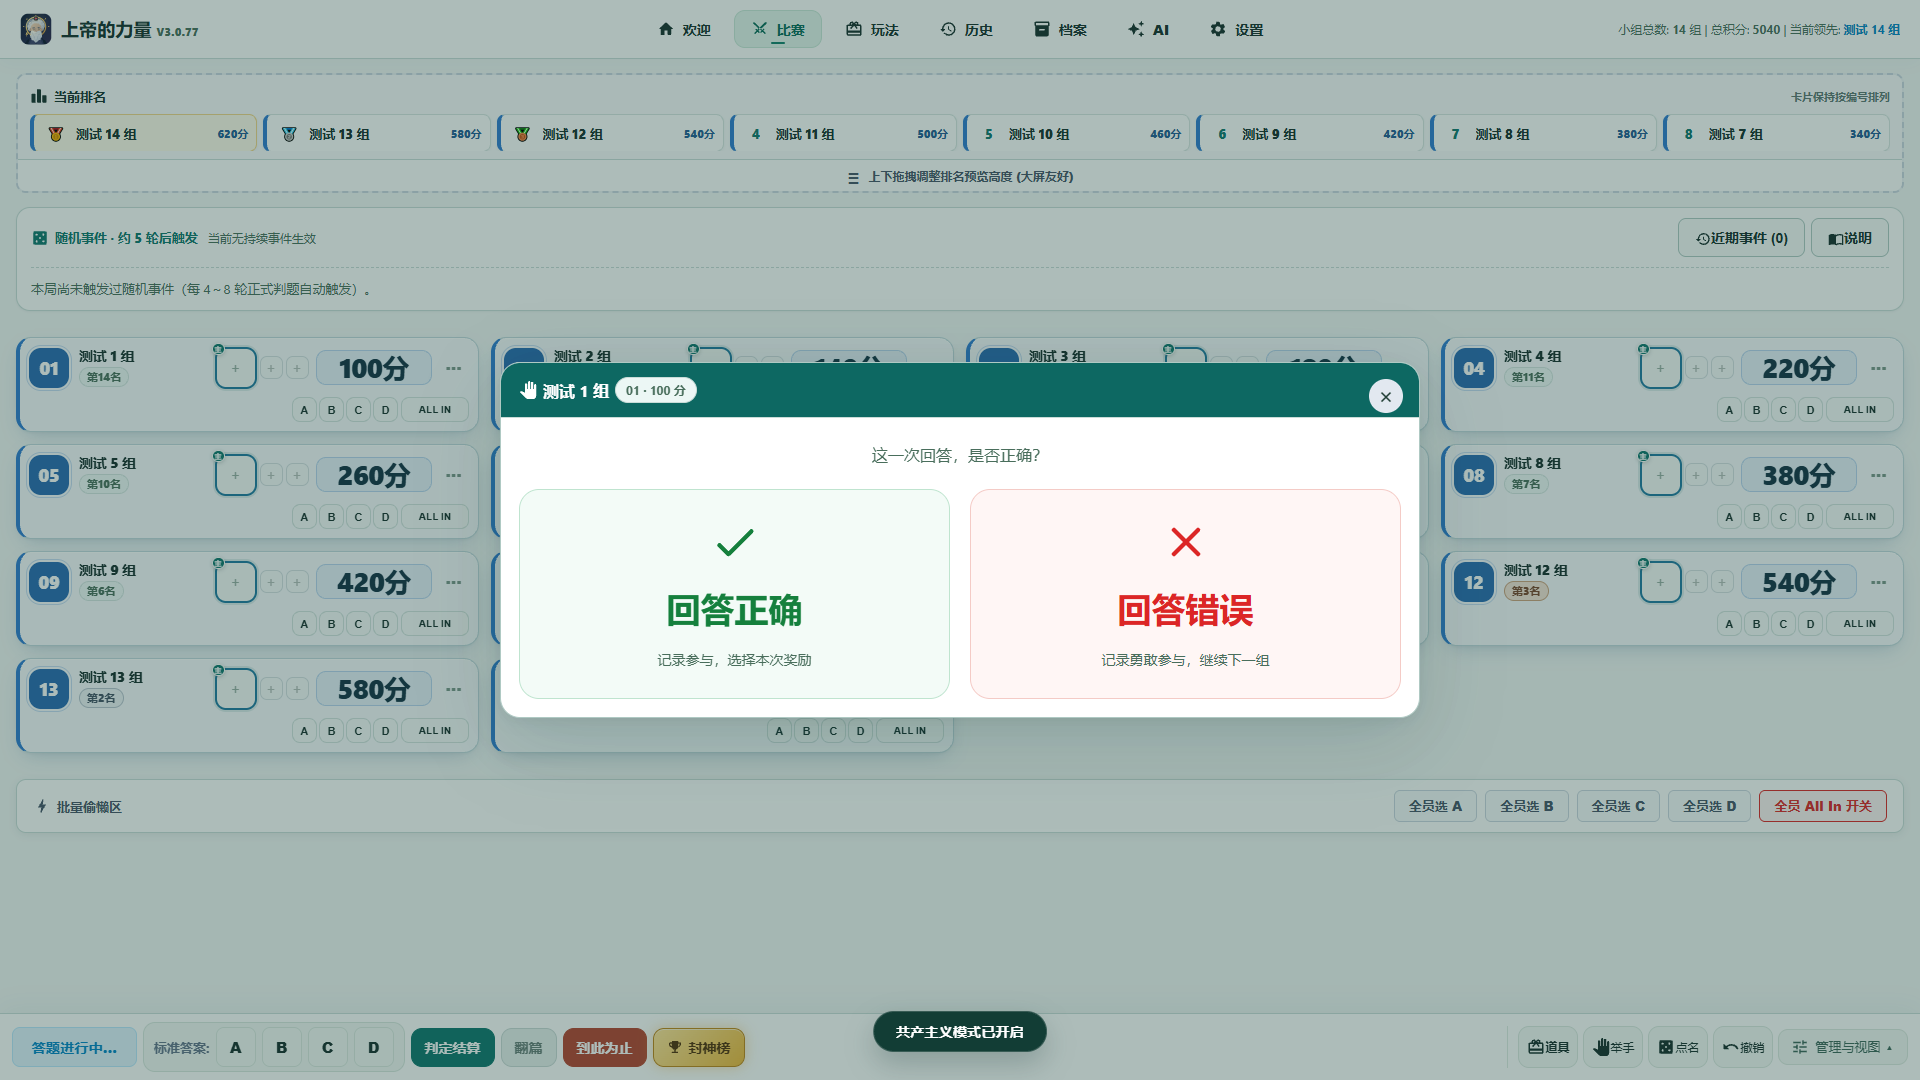 上帝的力量 V3.0.77
欢迎
比赛
玩法
历史
档案
AI
设置
小组总数: 14 组 | 总积分: 5040 | 当前领先: 测试 14 组
当前排名
卡片保持按编号排列
测试 14 组 620分
测试 13 组 580分
测试 12 组 540分
4 测试 11 组 500分
5 测试 10 组 460分
6 测试 9 组 420分
7 测试 8 组 380分
8 测试 7 组 340分
上下拖拽调整排名预览高度 (大屏友好)
随机事件 · 约 5 轮后触发 当前无持续事件生效
近期事件 (0)
说明
本局尚未触发过随机事件（每 4～8 轮正式判题自动触发）。
01 测试 1 组 第14名 + + + 100分
A B C D ALL IN
测试 2 组
测试 3 组
04 测试 4 组 第11名 + + + 220分
A B C D ALL IN
测试 1 组 01 · 100 分
这一次回答，是否正确？
回答正确
记录参与，选择本次奖励
回答错误
记录勇敢参与，继续下一组
05 测试 5 组 第10名 + + + 260分
A B C D ALL IN
08 测试 8 组 第7名 + + + 380分
A B C D ALL IN
09 测试 9 组 第6名 + + + 420分
A B C D ALL IN
12 测试 12 组 第3名 + + + 540分
A B C D ALL IN
13 测试 13 组 第2名 + + + 580分
A B C D ALL IN
A B C D ALL IN
批量偷懒区
全员选 A
全员选 B
全员选 C
全员选 D
全员 All In 开关
共产主义模式已开启
答题进行中...
标准答案: A B C D
判定结算
翻篇
到此为止
封神榜
道具
举手
点名
撤销
管理与视图